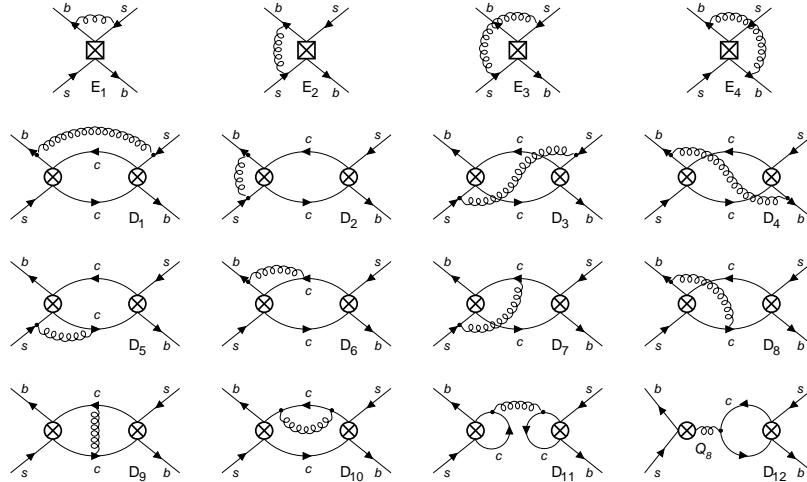 b s b s b s b s
s E1 b s E2 b s E3 b s E4 b
b c s b c s b c s b c s
s c D1 b s c D2 b s c D3 b s c D4 b
b c s b c s b c s b c s
s c D5 b s c D6 b s c D7 b s c D8 b
b c s b c s b s b c s
s c D9 b s c D10 b s c c D11 b s Q8 D12 b